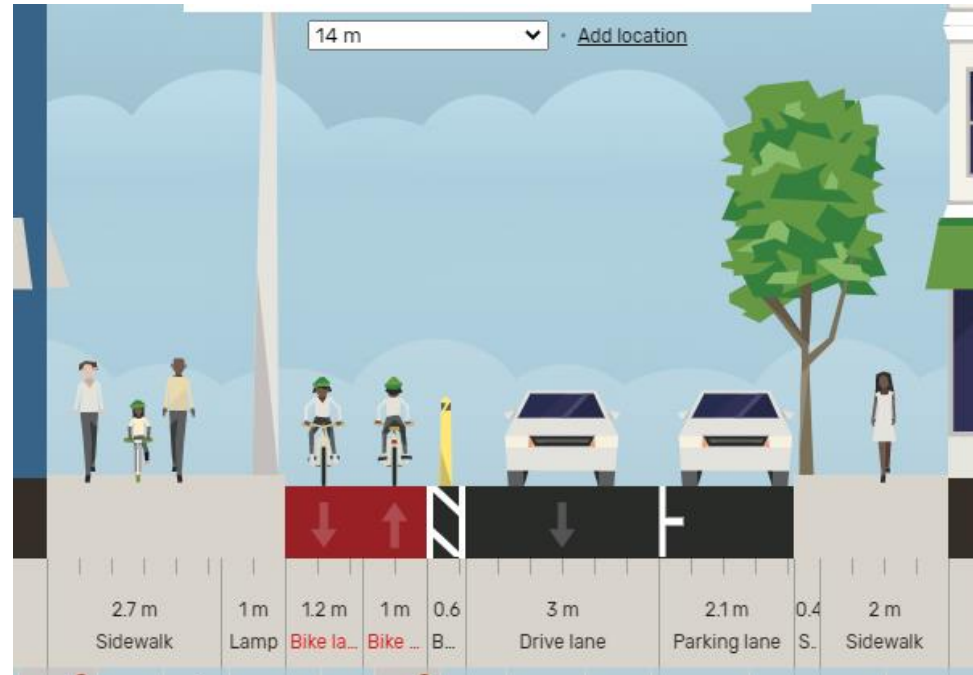 14 m
· Add location
2.7 m
1 m
1.2 m
1 m
0.6
3 m
2.1 m
0.4
2 m
Sidewalk
Lamp
Bike la...
Bike ...
B...
Drive lane
Parking lane
S.
Sidewalk